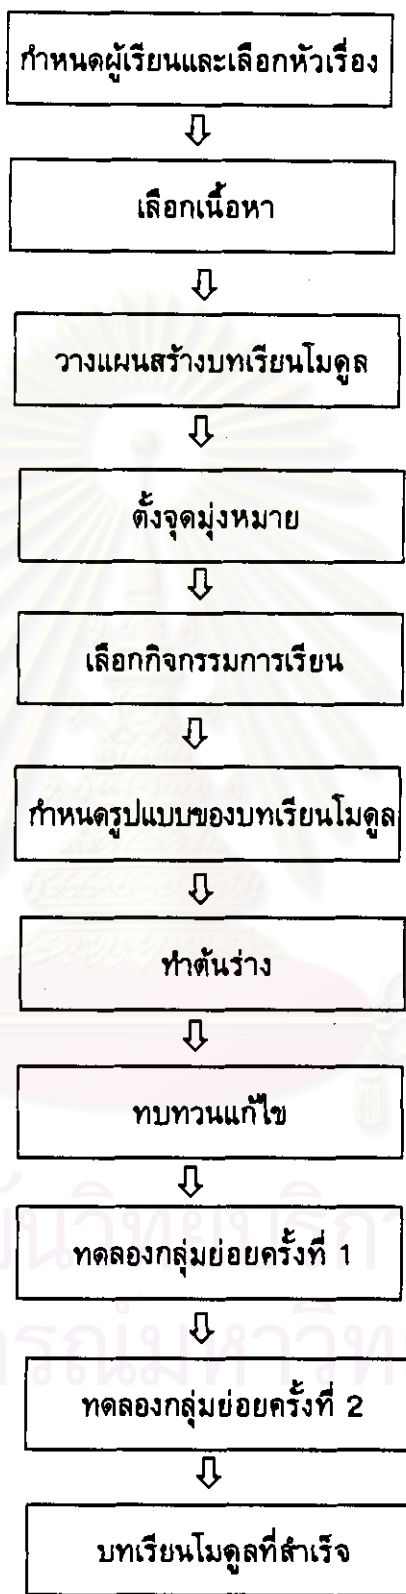 กำหนดผู้เรียนและเลือกหัวเรื่อง
เลือกเนื้อหา
วางแผนสร้างบทเรียนโมดูล
ตั้งจุดมุ่งหมาย
เลือกกิจกรรมการเรียน
กำหนดรูปแบบของบทเรียนโมดูล
ทำต้นร่าง
ทบทวนแก้ไข
ทดลองกลุ่มย่อยครั้งที่ 1
ทดลองกลุ่มย่อยครั้งที่ 2
บทเรียนโมดูลที่สำเร็จ